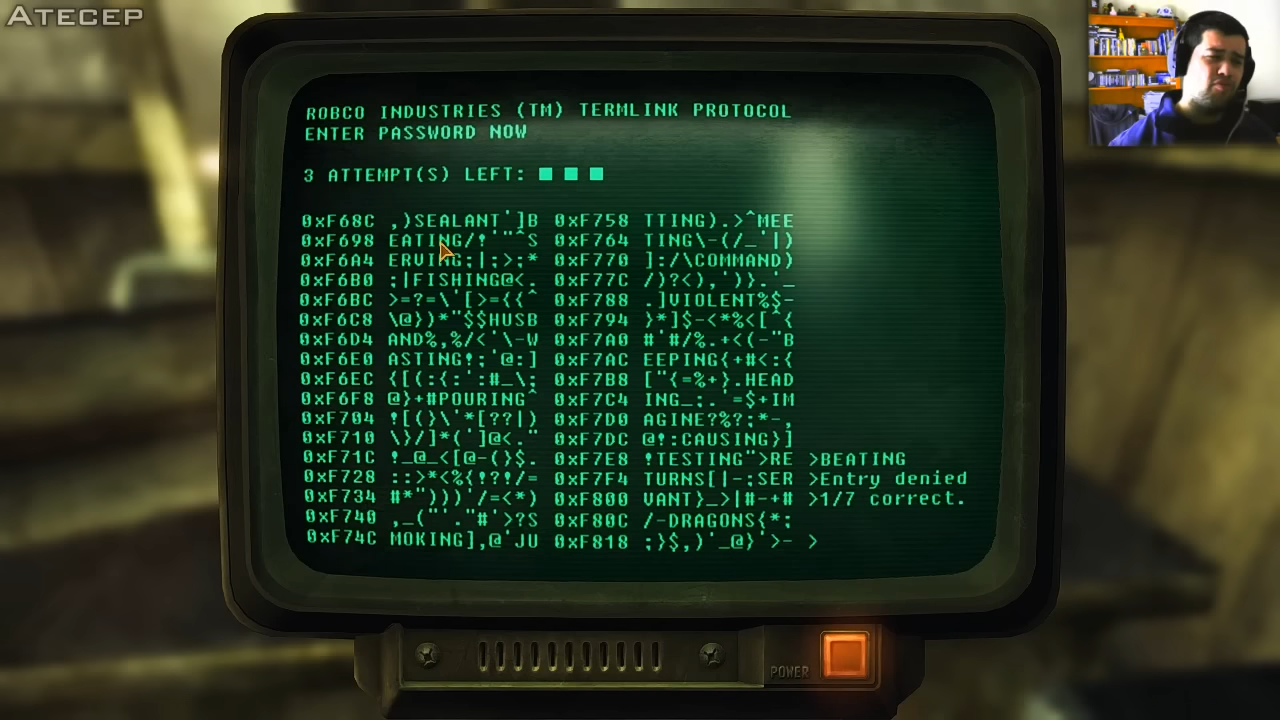 ATECEP
ROBCO INDUSTRIES (TM) TERMLINK PROTOCOL
ENTER PASSWORD NOW
3 ATTEMPT(S) LEFT: ■ ■ ■
0xF68C ,)SEALANT']B 0xF758 TTING).>^MEE
0xF698 EATING/!'"^S 0xF764 TING\-(/_'|)
0xF6A4 ERVING;|;>;* 0xF770 ]:/\COMMAND)
0xF6B0 ;|FISHING@<. 0xF77C /)?<),')}.'_
0xF6BC >=?=\'[>={{^ 0xF788 .]VIOLENT%$-
0xF6C8 \@})*"$$HUSB 0xF794 }*]$-<*%<[^{
0xF6D4 AND%,%/<'\-W 0xF7A0 #'#/%.+<(-"B
0xF6E0 ASTING!;'@:] 0xF7AC EEPING{+#<:{
0xF6EC {[(:{:':#_\; 0xF7B8 ["{=%+}.HEAD
0xF6F8 @}+#POURING^ 0xF7C4 ING_;.'=$+IM
0xF704 ![(}\'*[??|) 0xF7D0 AGINE?%?;*-,
0xF710 \}/]*(']@<." 0xF7DC @!:CAUSING}]
0xF71C !_@_<[@-(}$. 0xF7E8 !TESTING">RE >BEATING
0xF728 ::>*<%{!?!/= 0xF7F4 TURNS[|-;SER >Entry denied
0xF734 #*")))'/=<*) 0xF800 VANT}_>|#-+# >1/7 correct.
0xF740 ,_("'."#'>?S 0xF80C /-DRAGONS{*;
0xF74C MOKING],@'JU 0xF818 ;}$,)'_@}'>- >
POWER